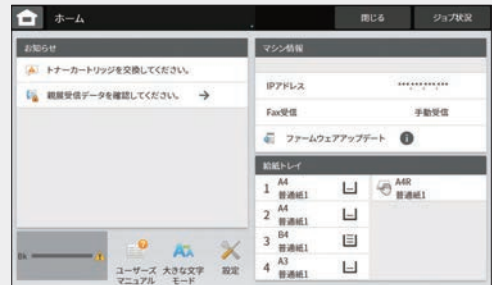 ホーム
閉じる
ジョブ状況
お知らせ
トナーカートリッジを交換してください。
親展受信データを確認してください。
マシン情報
IPアドレス
***.***.***.***
Fax受信
手動受信
ファームウェアアップデート
給紙トレイ
1 A4
普通紙1
2 A4
普通紙1
3 B4
普通紙1
4 A3
普通紙1
A4R
普通紙1
Bk
ユーザーズ
マニュアル
大きな文字
モード
設定